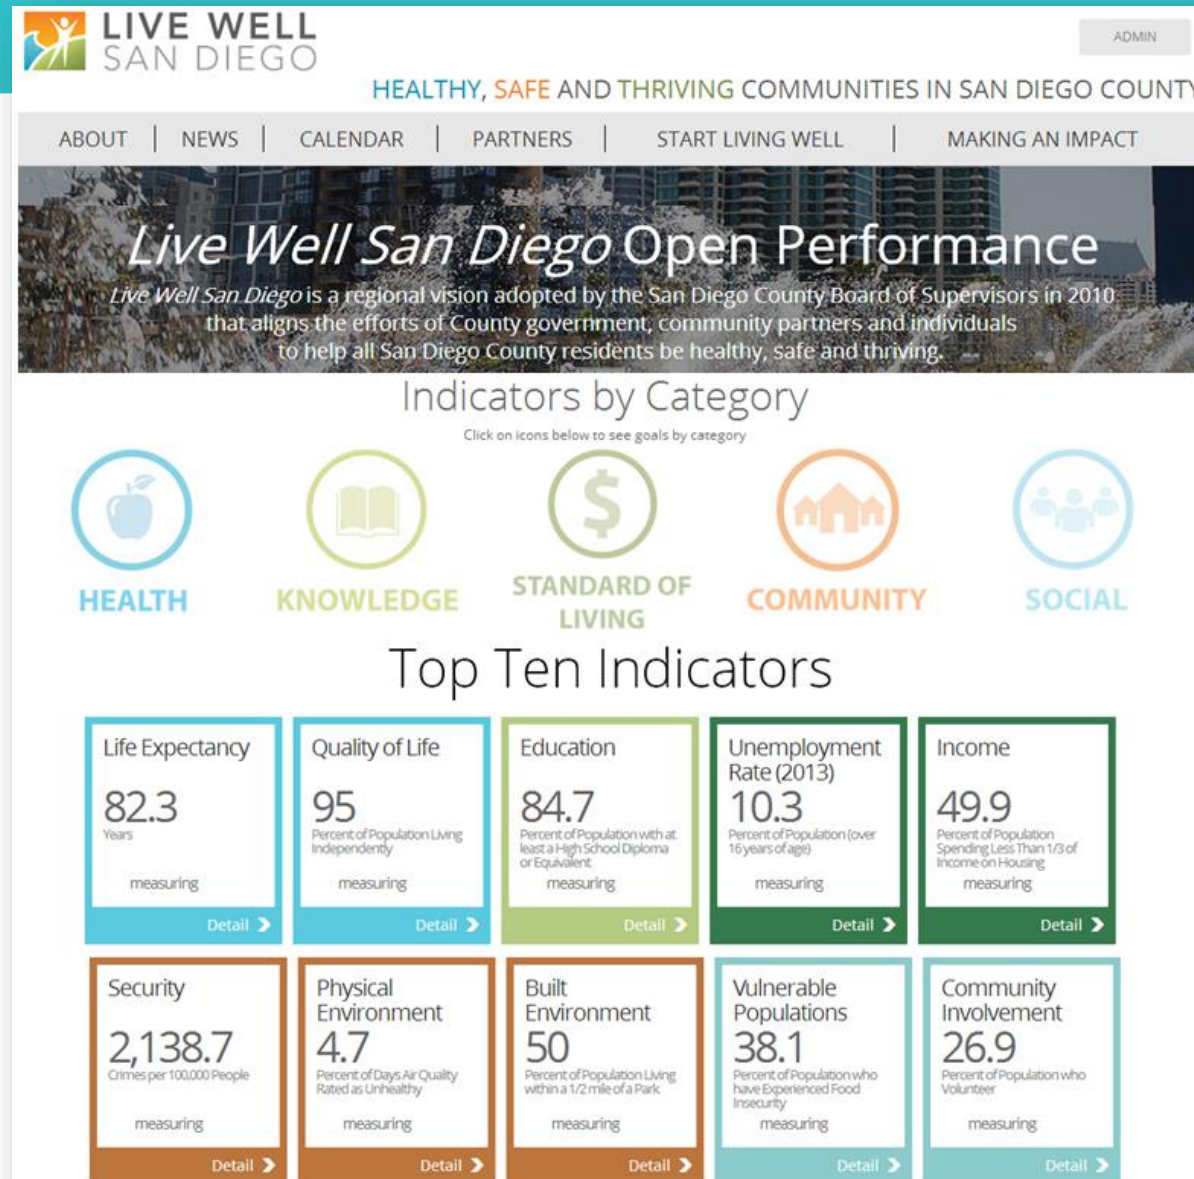 LIVE WELL
SAN DIEGO
ADMIN
HEALTHY, SAFE AND THRIVING COMMUNITIES IN SAN DIEGO COUNTY
ABOUT | NEWS | CALENDAR | PARTNERS | START LIVING WELL | MAKING AN IMPACT
Live Well San Diego Open Performance
Live Well San Diego is a regional vision adopted by the San Diego County Board of Supervisors in 2010
that aligns the efforts of County government, community partners and individuals
to help all San Diego County residents be healthy, safe and thriving.
Indicators by Category
Click on icons below to see goals by category
$
HEALTH
KNOWLEDGE
STANDARD OF
LIVING
COMMUNITY
SOCIAL
Top Ten Indicators
Life Expectancy
82.3
Years
measuring
Detail
Quality of Life
95
Percent of Population Living
Independently
measuring
Detail
Education
84.7
Percent of Population with at
least a High School Diploma
or Equivalent
measuring
Detail
Unemployment
Rate (2013)
10.3
Percent of Population (over
16 years of age)
measuring
Detail
Income
49.9
Percent of Population
Spending Less Than 1/3 of
Income on Housing
measuring
Detail
Security
2,138.7
Crimes per 100,000 People
measuring
Detail
Physical
Environment
4.7
Percent of Days Air Quality
Rated as Unhealthy
measuring
Detail
Built
Environment
50
Percent of Population Living
within a 1/2 mile of a Park
measuring
Detail
Vulnerable
Populations
38.1
Percent of Population who
have Experienced Food
Insecurity
measuring
Detail
Community
Involvement
26.9
Percent of Population who
Volunteer
measuring
Detail